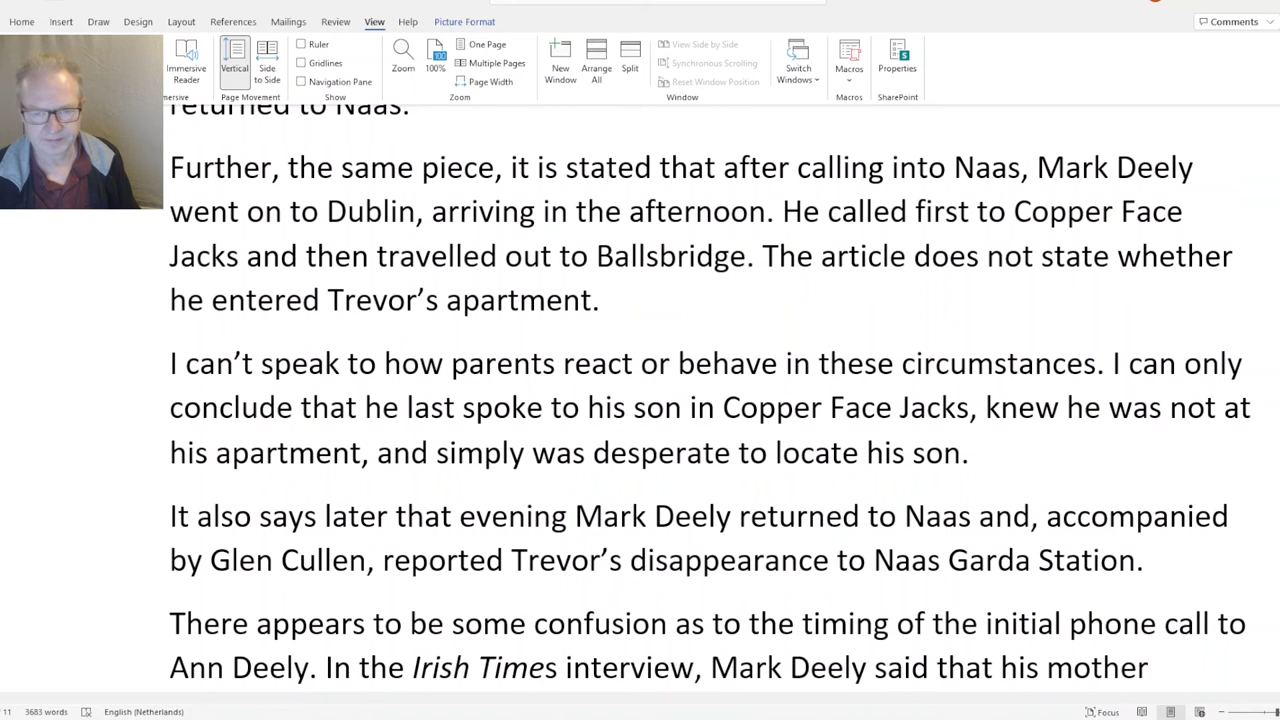 Home Insert Draw Design Layout References Mailings Review View Help Picture Format Comments
Immersive Reader
Vertical
Side to Side
Page Movement
Ruler
Gridlines
Navigation Pane
Show
Zoom
100%
One Page
Multiple Pages
Page Width
Zoom
New Window
Arrange All
Split
View Side by Side
Synchronous Scrolling
Reset Window Position
Window
Switch Windows
Macros
Macros
Properties
SharePoint
returned to Naas.
Further, the same piece, it is stated that after calling into Naas, Mark Deely
went on to Dublin, arriving in the afternoon. He called first to Copper Face
Jacks and then travelled out to Ballsbridge. The article does not state whether
he entered Trevor’s apartment.
I can’t speak to how parents react or behave in these circumstances. I can only
conclude that he last spoke to his son in Copper Face Jacks, knew he was not at
his apartment, and simply was desperate to locate his son.
It also says later that evening Mark Deely returned to Naas and, accompanied
by Glen Cullen, reported Trevor’s disappearance to Naas Garda Station.
There appears to be some confusion as to the timing of the initial phone call to
Ann Deely. In the Irish Times interview, Mark Deely said that his mother
11 3683 words English (Netherlands) Focus